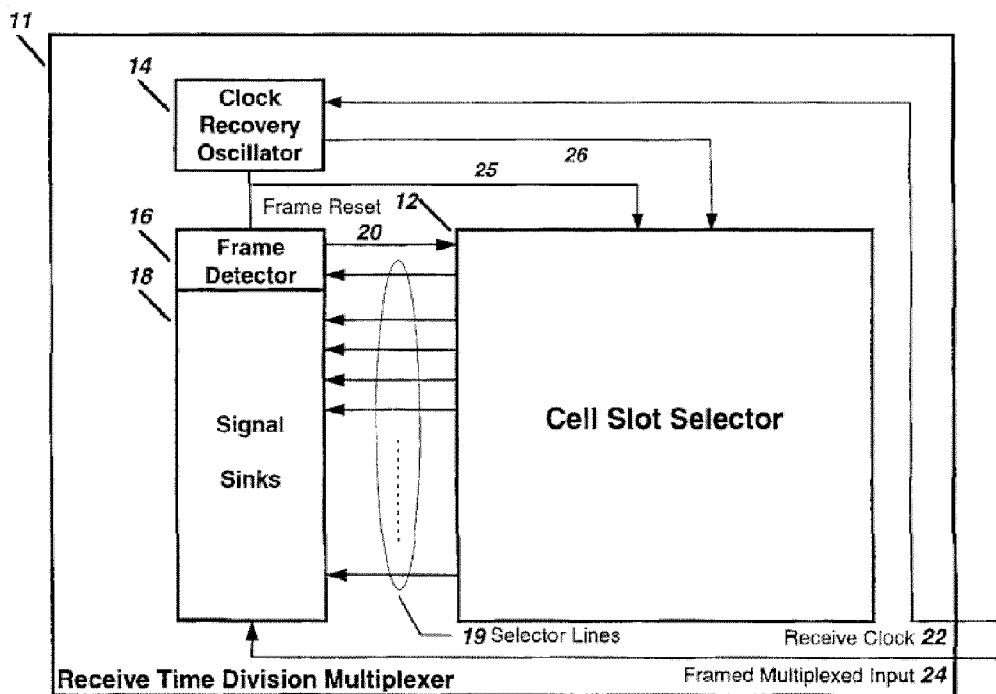 11
14
Clock
Recovery
Oscillator
26
25
Frame Reset
12
16
20
Frame
Detector
18
Signal
Sinks
Cell Slot Selector
19 Selector Lines
Receive Clock 22
Receive Time Division Multiplexer
Framed Multiplexed Input 24